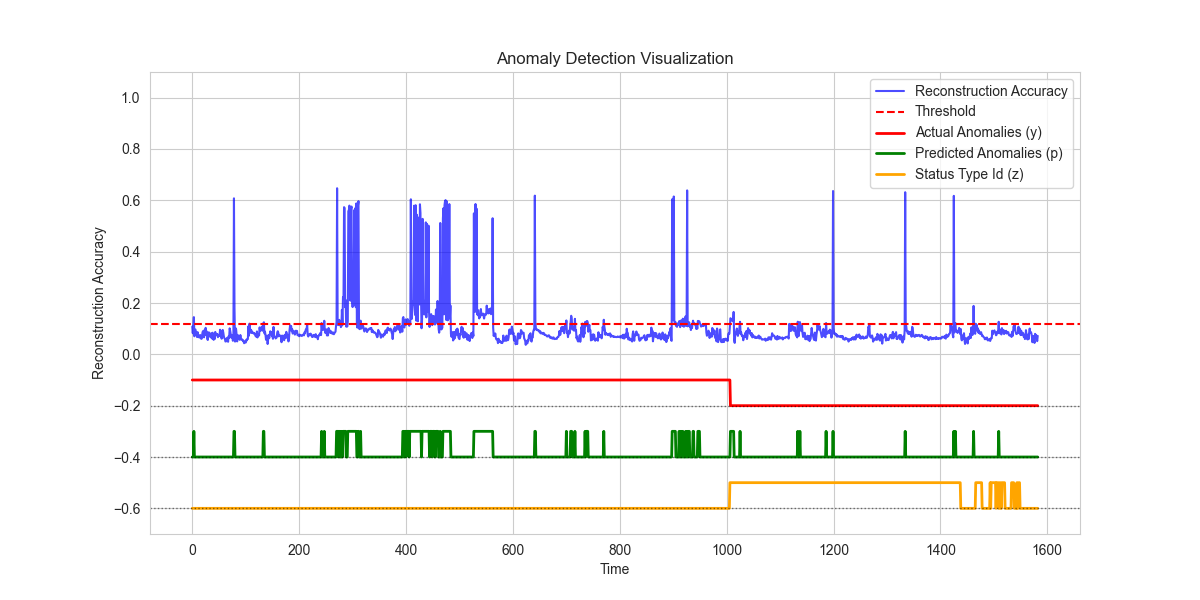 Anomaly Detection Visualization
Reconstruction Accuracy
Threshold
Actual Anomalies (y)
Predicted Anomalies (p)
Status Type Id (z)
Reconstruction Accuracy
1.0
0.8
0.6
0.4
0.2
0.0
−0.2
−0.4
−0.6
0 200 400 600 800 1000 1200 1400 1600
Time